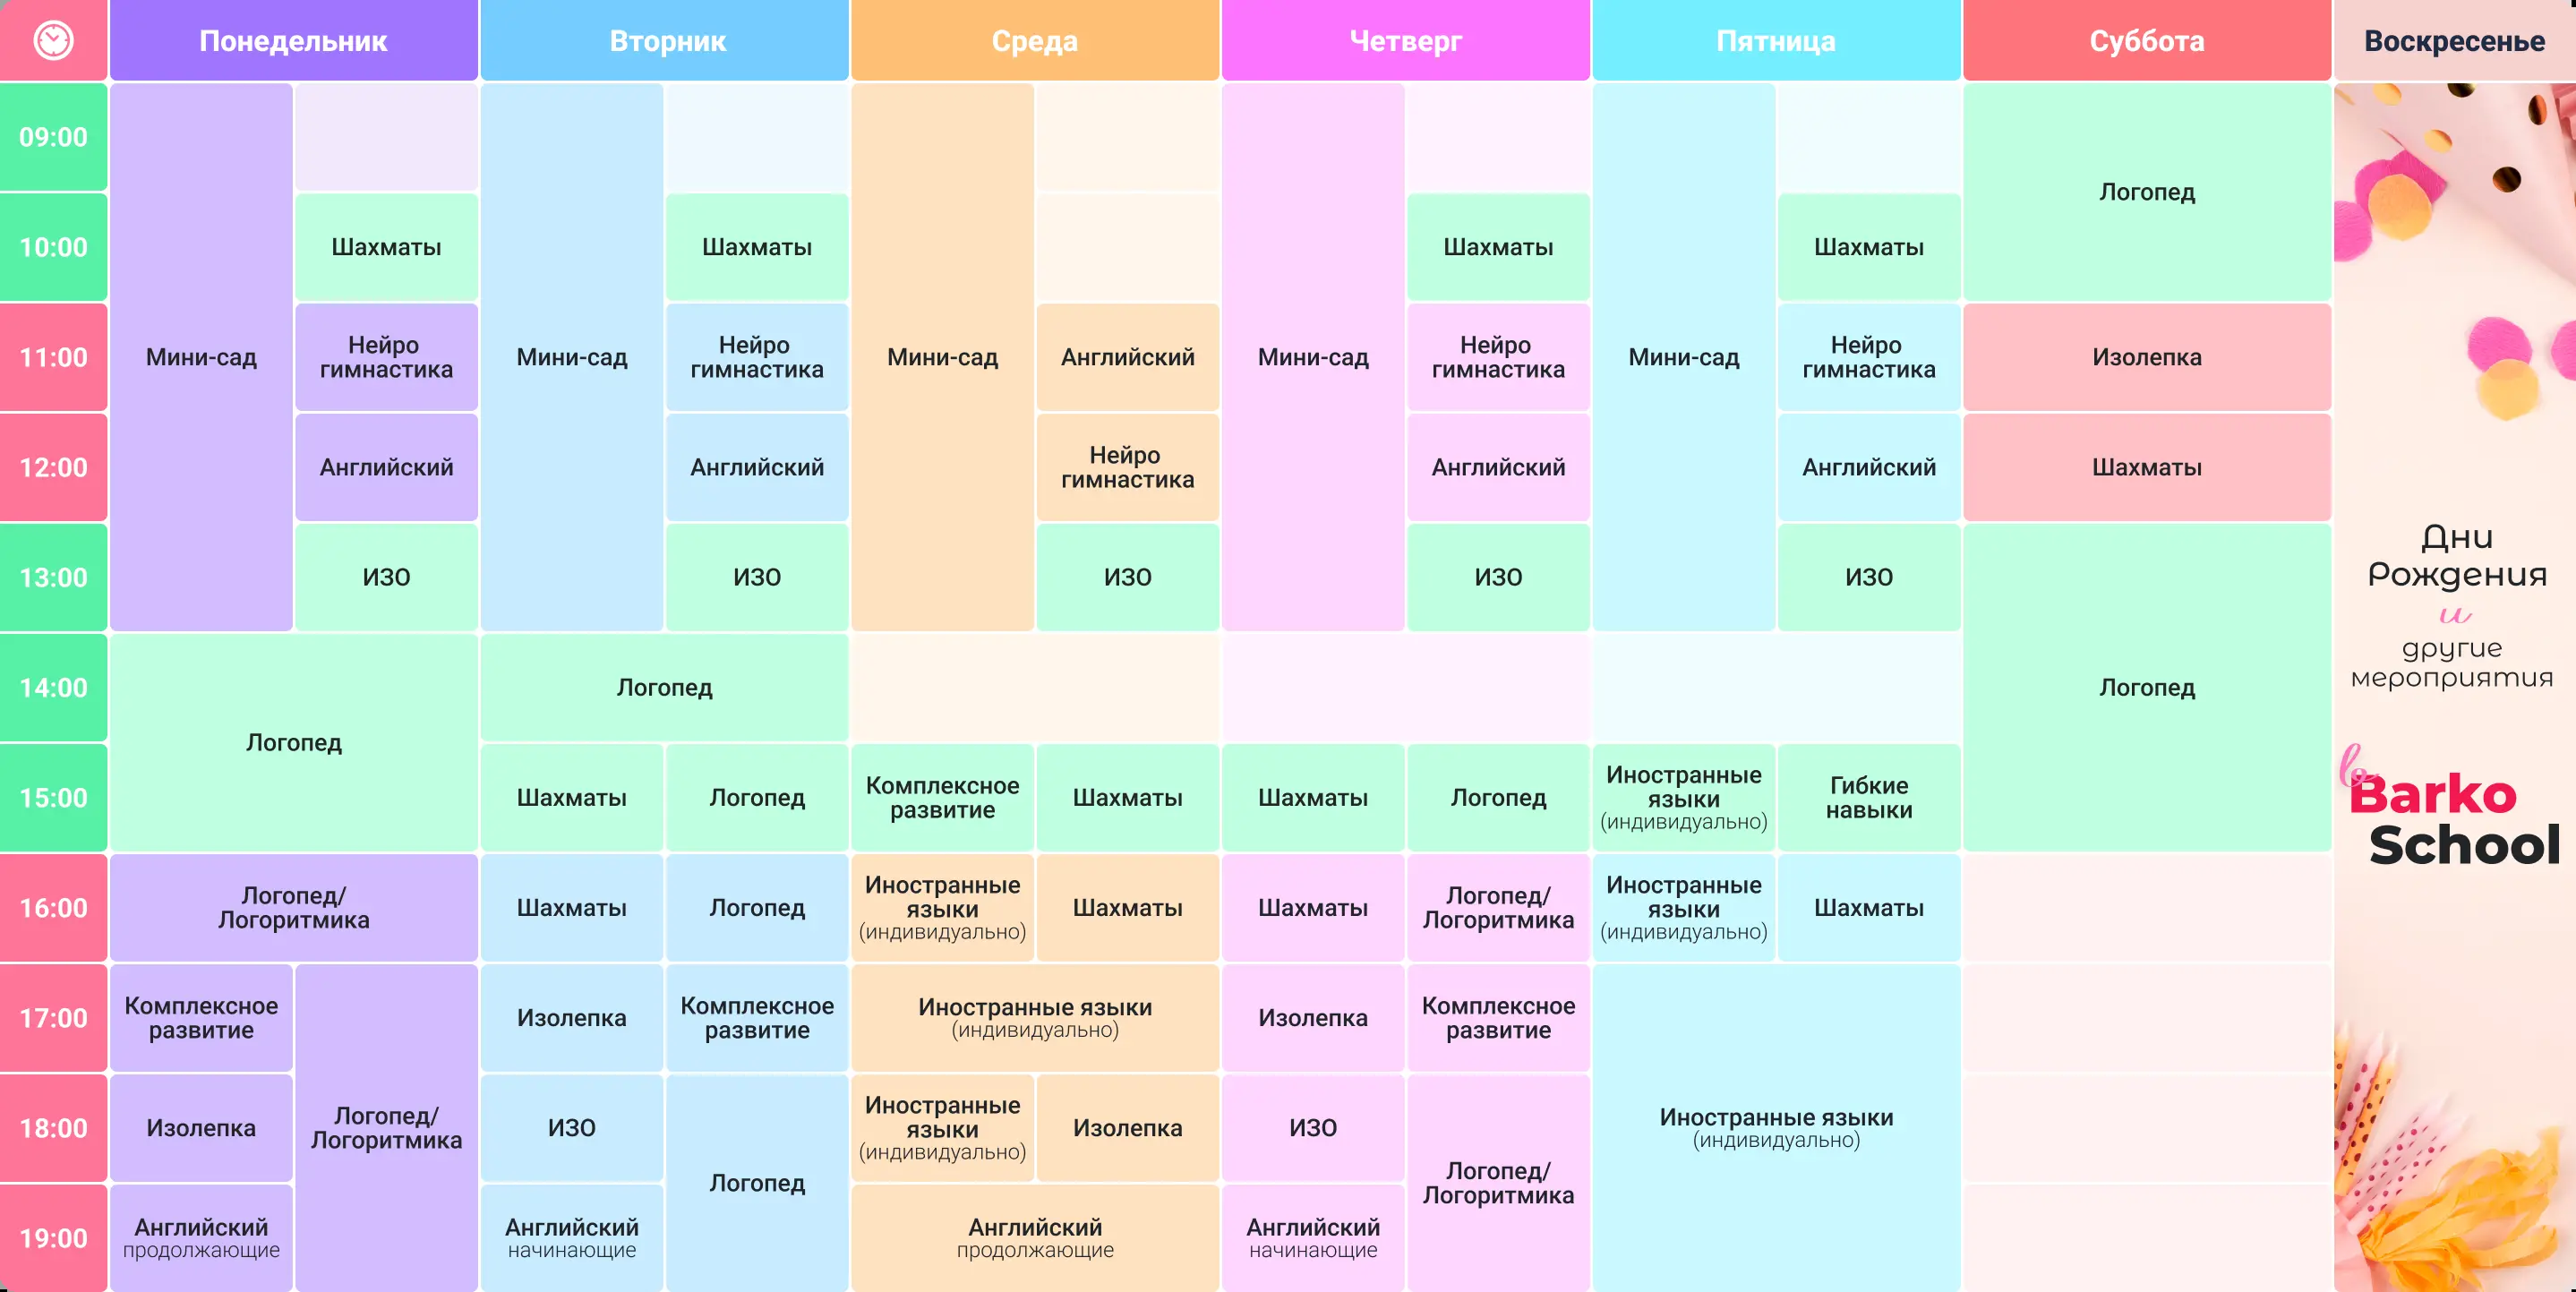 Понедельник
Вторник
Среда
Четверг
Пятница
Суббота
Воскресенье
09:00
Логопед
10:00
Шахматы
Шахматы
Шахматы
Шахматы
11:00
Мини-сад
Нейро
гимнастика
Мини-сад
Нейро
гимнастика
Мини-сад
Английский
Мини-сад
Нейро
гимнастика
Мини-сад
Нейро
гимнастика
Изолепка
12:00
Английский
Английский
Нейро
гимнастика
Английский
Английский
Шахматы
13:00
ИЗО
ИЗО
ИЗО
ИЗО
ИЗО
14:00
Логопед
Логопед
Логопед
15:00
Шахматы
Логопед
Комплексное
развитие
Шахматы
Шахматы
Логопед
Иностранные
языки
(индивидуально)
Гибкие
навыки
16:00
Логопед/
Логоритмика
Шахматы
Логопед
Иностранные
языки
(индивидуально)
Шахматы
Шахматы
Логопед/
Логоритмика
Иностранные
языки
(индивидуально)
Шахматы
17:00
Комплексное
развитие
Логопед/
Логоритмика
Изолепка
Комплексное
развитие
Иностранные языки
(индивидуально)
Изолепка
Комплексное
развитие
Иностранные языки
(индивидуально)
18:00
Изолепка
ИЗО
Логопед
Иностранные
языки
(индивидуально)
Изолепка
ИЗО
Логопед/
Логоритмика
19:00
Английский
продолжающие
Английский
начинающие
Английский
продолжающие
Английский
начинающие
Дни
Рождения
и
другие
мероприятия
в
Barko
School